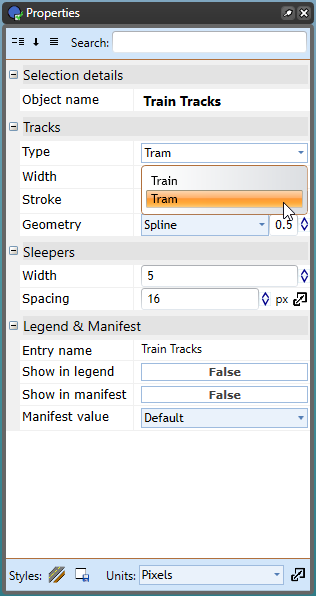 Properties
Search:
Selection details
Object name Train Tracks
Tracks
Type Tram
Width
Train
Stroke
Tram
Geometry Spline 0.5
Sleepers
Width 5
Spacing 16 px
Legend & Manifest
Entry name Train Tracks
Show in legend False
Show in manifest False
Manifest value Default
Styles: Units: Pixels